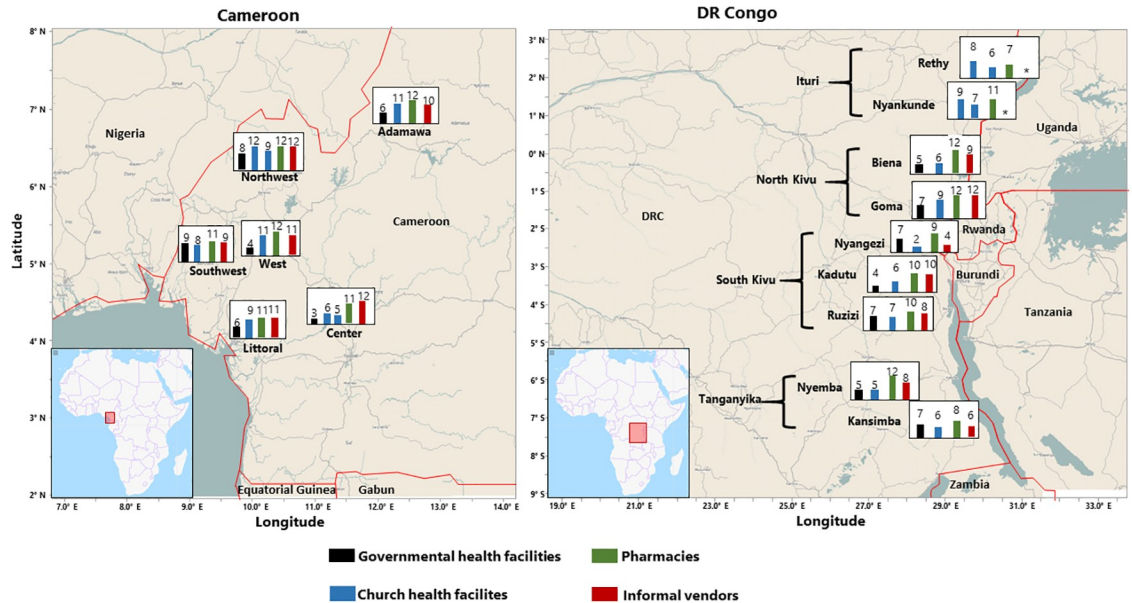 Cameroon
DR Congo
8° N
7° N
6° N
5° N
4° N
3° N
2° N
Latitude
Nigeria
Cameroon
6 11 12 10
Adamawa
8 12 9 12 12
Northwest
9 8 11 9
Southwest
4 11 12 11
West
6 9 11 11
Littoral
3 6 5 11 12
Center
Equatorial Guinea
Gabun
7.0° E 8.0° E 9.0° E 10.0° E 11.0° E 12.0° E 13.0° E 14.0° E
Longitude
3° N
2° N
1° N
0° N
1° S
2° S
3° S
4° S
5° S
6° S
7° S
8° S
9° S
Ituri
Rethy
8 6 7 *
Nyankunde
9 7 11 *
Uganda
North Kivu
Biena
5 6 12 9
Goma
7 9 12 12
DRC
Rwanda
South Kivu
Nyangezi
7 2 9 4
Kadutu
4 6 10 10
Burundi
Ruzizi
7 7 10 8
Tanzania
Tanganyika
Nyemba
5 5 12 8
Kansimba
7 6 8 6
Zambia
19.0° E 21.0° E 23.0° E 25.0° E 27.0° E 29.0° E 31.0° E 33.0° E
Longitude
Governmental health facilities
Pharmacies
Church health facilites
Informal vendors